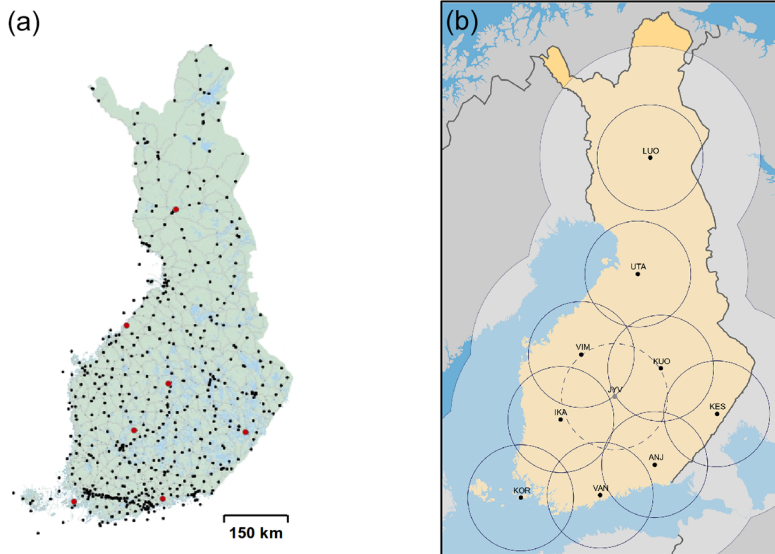 (a)
150 km
(b)
LUO
UTA
VIM
KUO
JYV
IKA
KES
ANJ
KOR
VAN